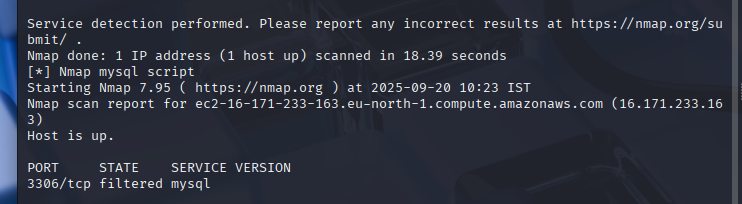 Service detection performed. Please report any incorrect results at https://nmap.org/su
bmit/ .
Nmap done: 1 IP address (1 host up) scanned in 18.39 seconds
[*] Nmap mysql script
Starting Nmap 7.95 ( https://nmap.org ) at 2025-09-20 10:23 IST
Nmap scan report for ec2-16-171-233-163.eu-north-1.compute.amazonaws.com (16.171.233.16
3)
Host is up.

PORT     STATE    SERVICE VERSION
3306/tcp filtered mysql